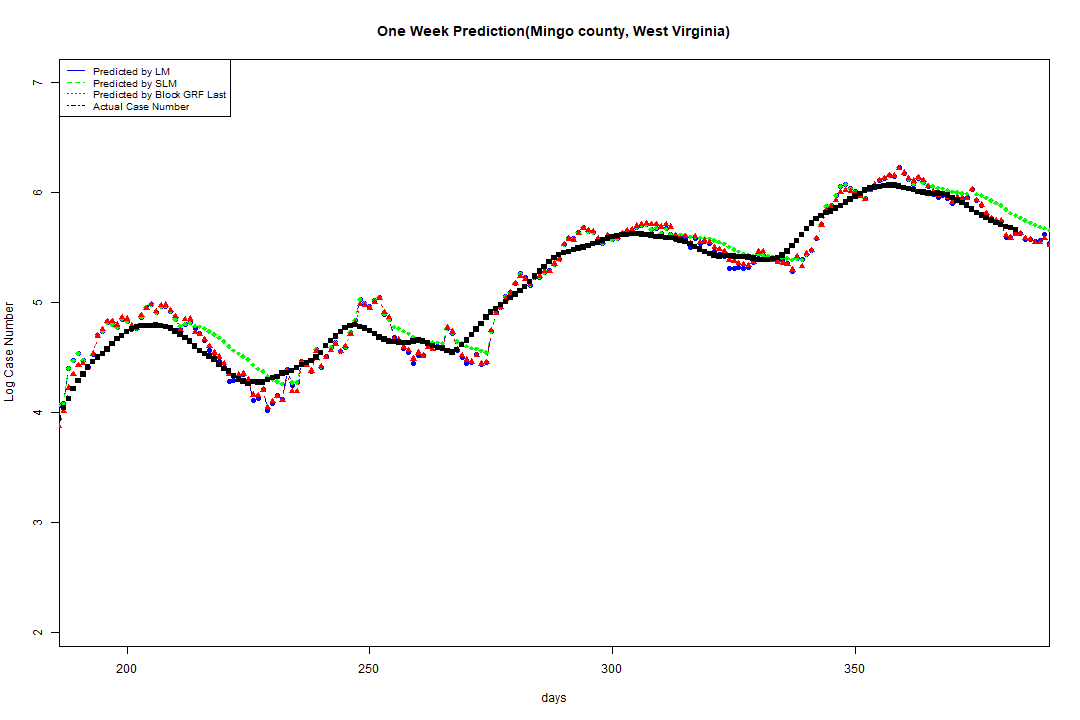 One Week Prediction(Mingo county, West Virginia)
Predicted by LM
Predicted by SLM
Predicted by Block GRF Last
Actual Case Number
7
6
5
4
3
2
Log Case Number
200 250 300 350
days